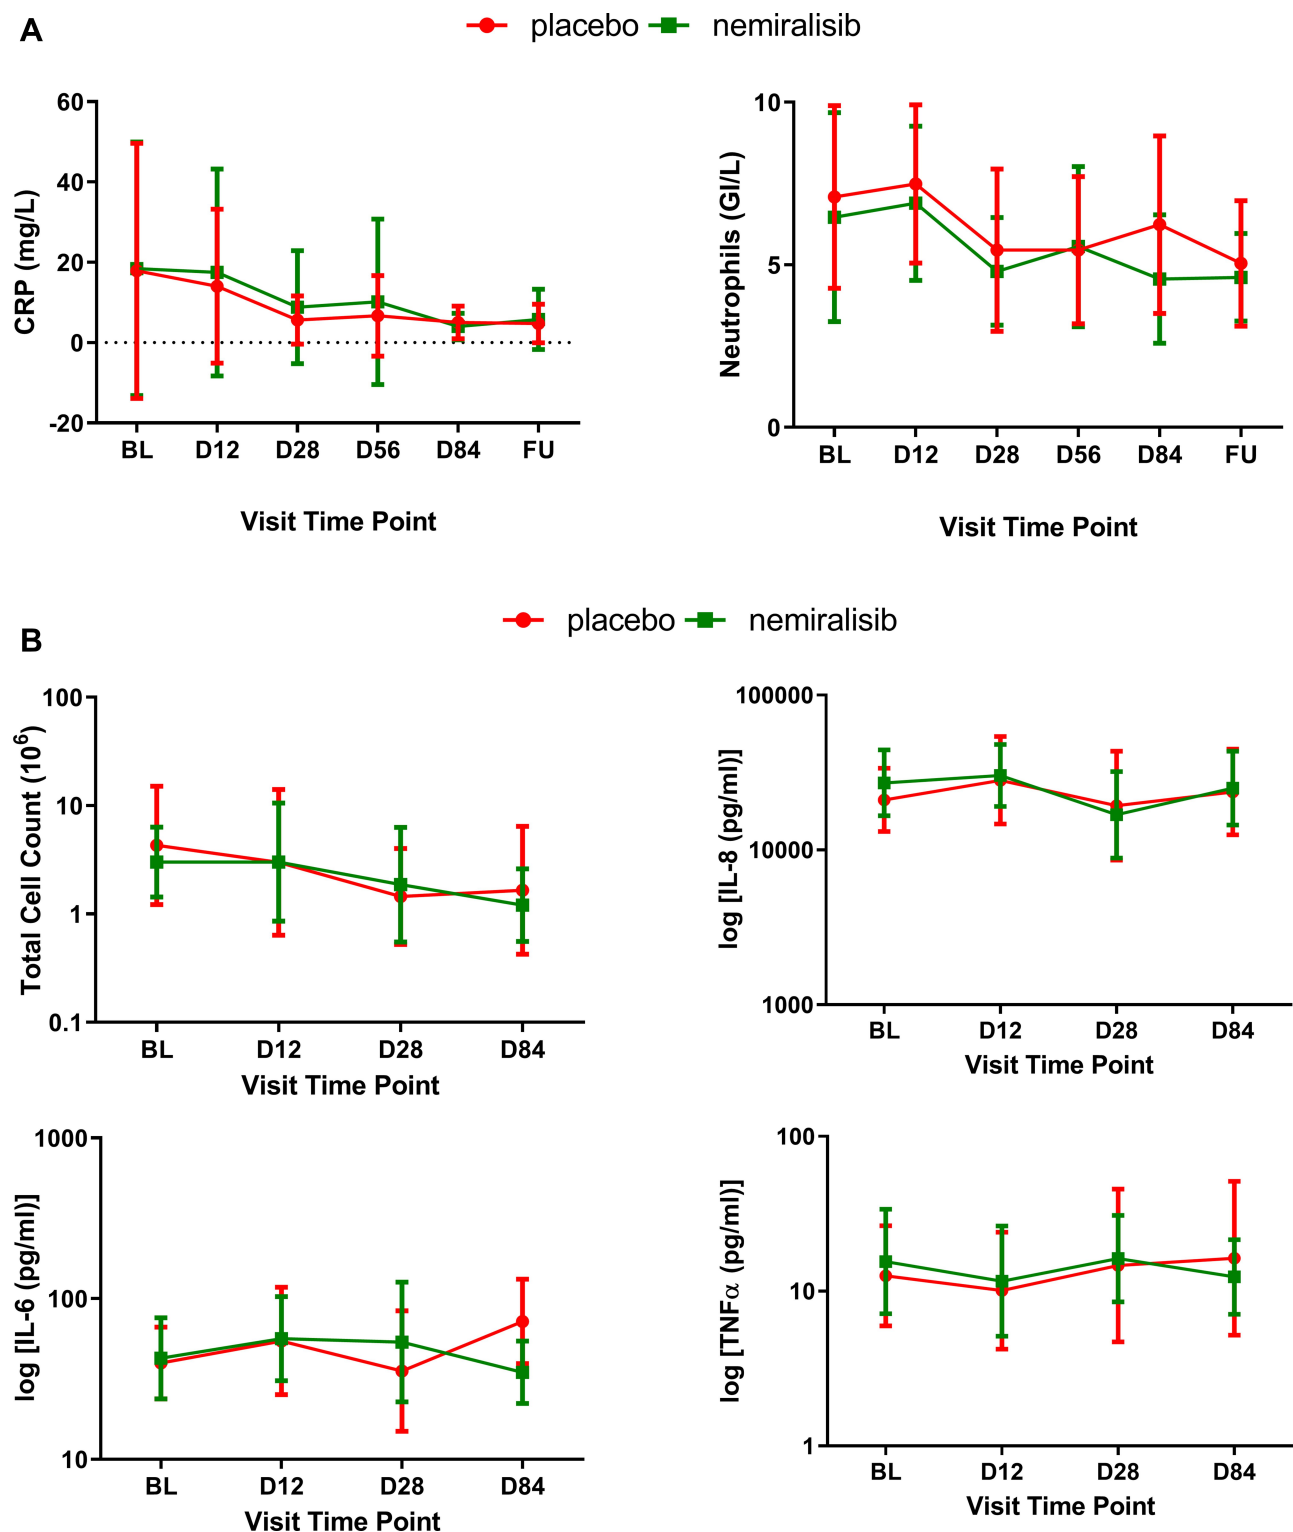 A
placebo nemiralisib
CRP (mg/L)
60
40
20
0
-20
BL D12 D28 D56 D84 FU
Visit Time Point
Neutrophils (GI/L)
10
5
0
BL D12 D28 D56 D84 FU
Visit Time Point
B
placebo nemiralisib
Total Cell Count (10⁶)
100
10
1
0.1
BL D12 D28 D84
Visit Time Point
log [IL-8 (pg/ml)]
100000
10000
1000
BL D12 D28 D84
Visit Time Point
log [IL-6 (pg/ml)]
1000
100
10
BL D12 D28 D84
Visit Time Point
log [TNFα (pg/ml)]
100
10
1
BL D12 D28 D84
Visit Time Point